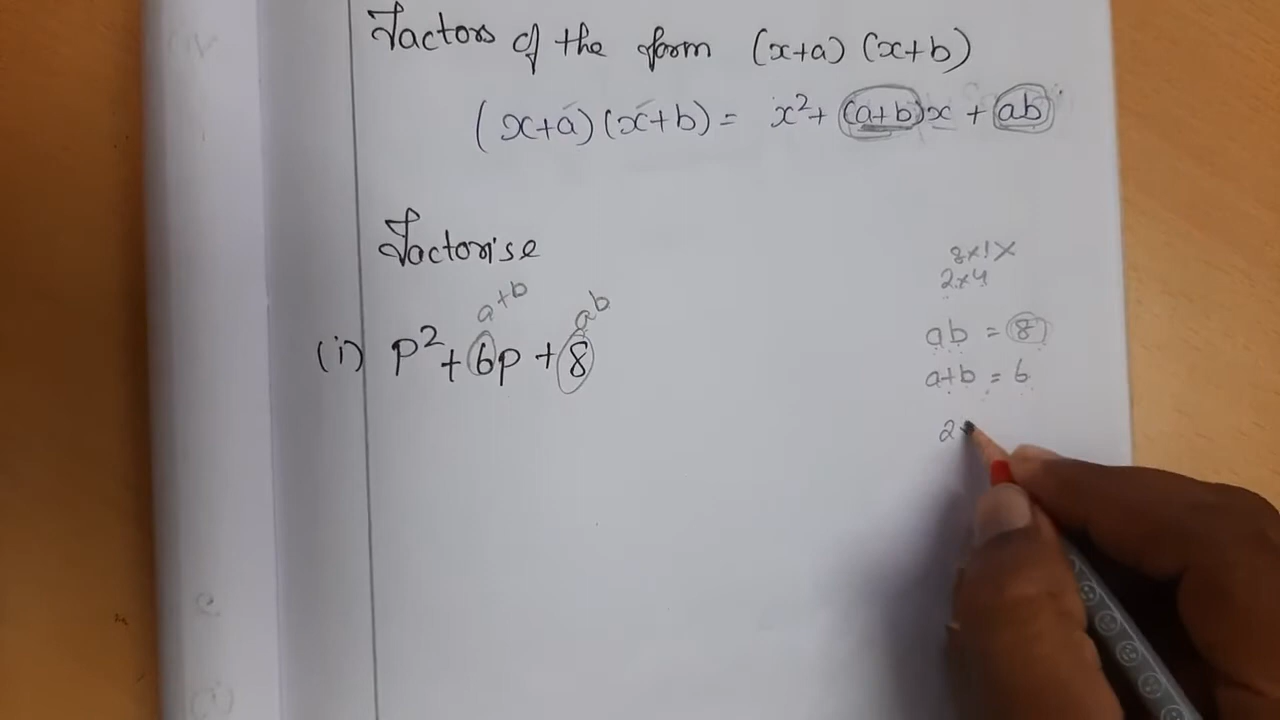 Factors of the form (x+a) (x+b)
(x+a)(x+b) = x²+ (a+b)x + ab
Factorise
8×1×
2×4
a+b ab
(i) p²+6p+8
ab = 8
a+b = 6
2